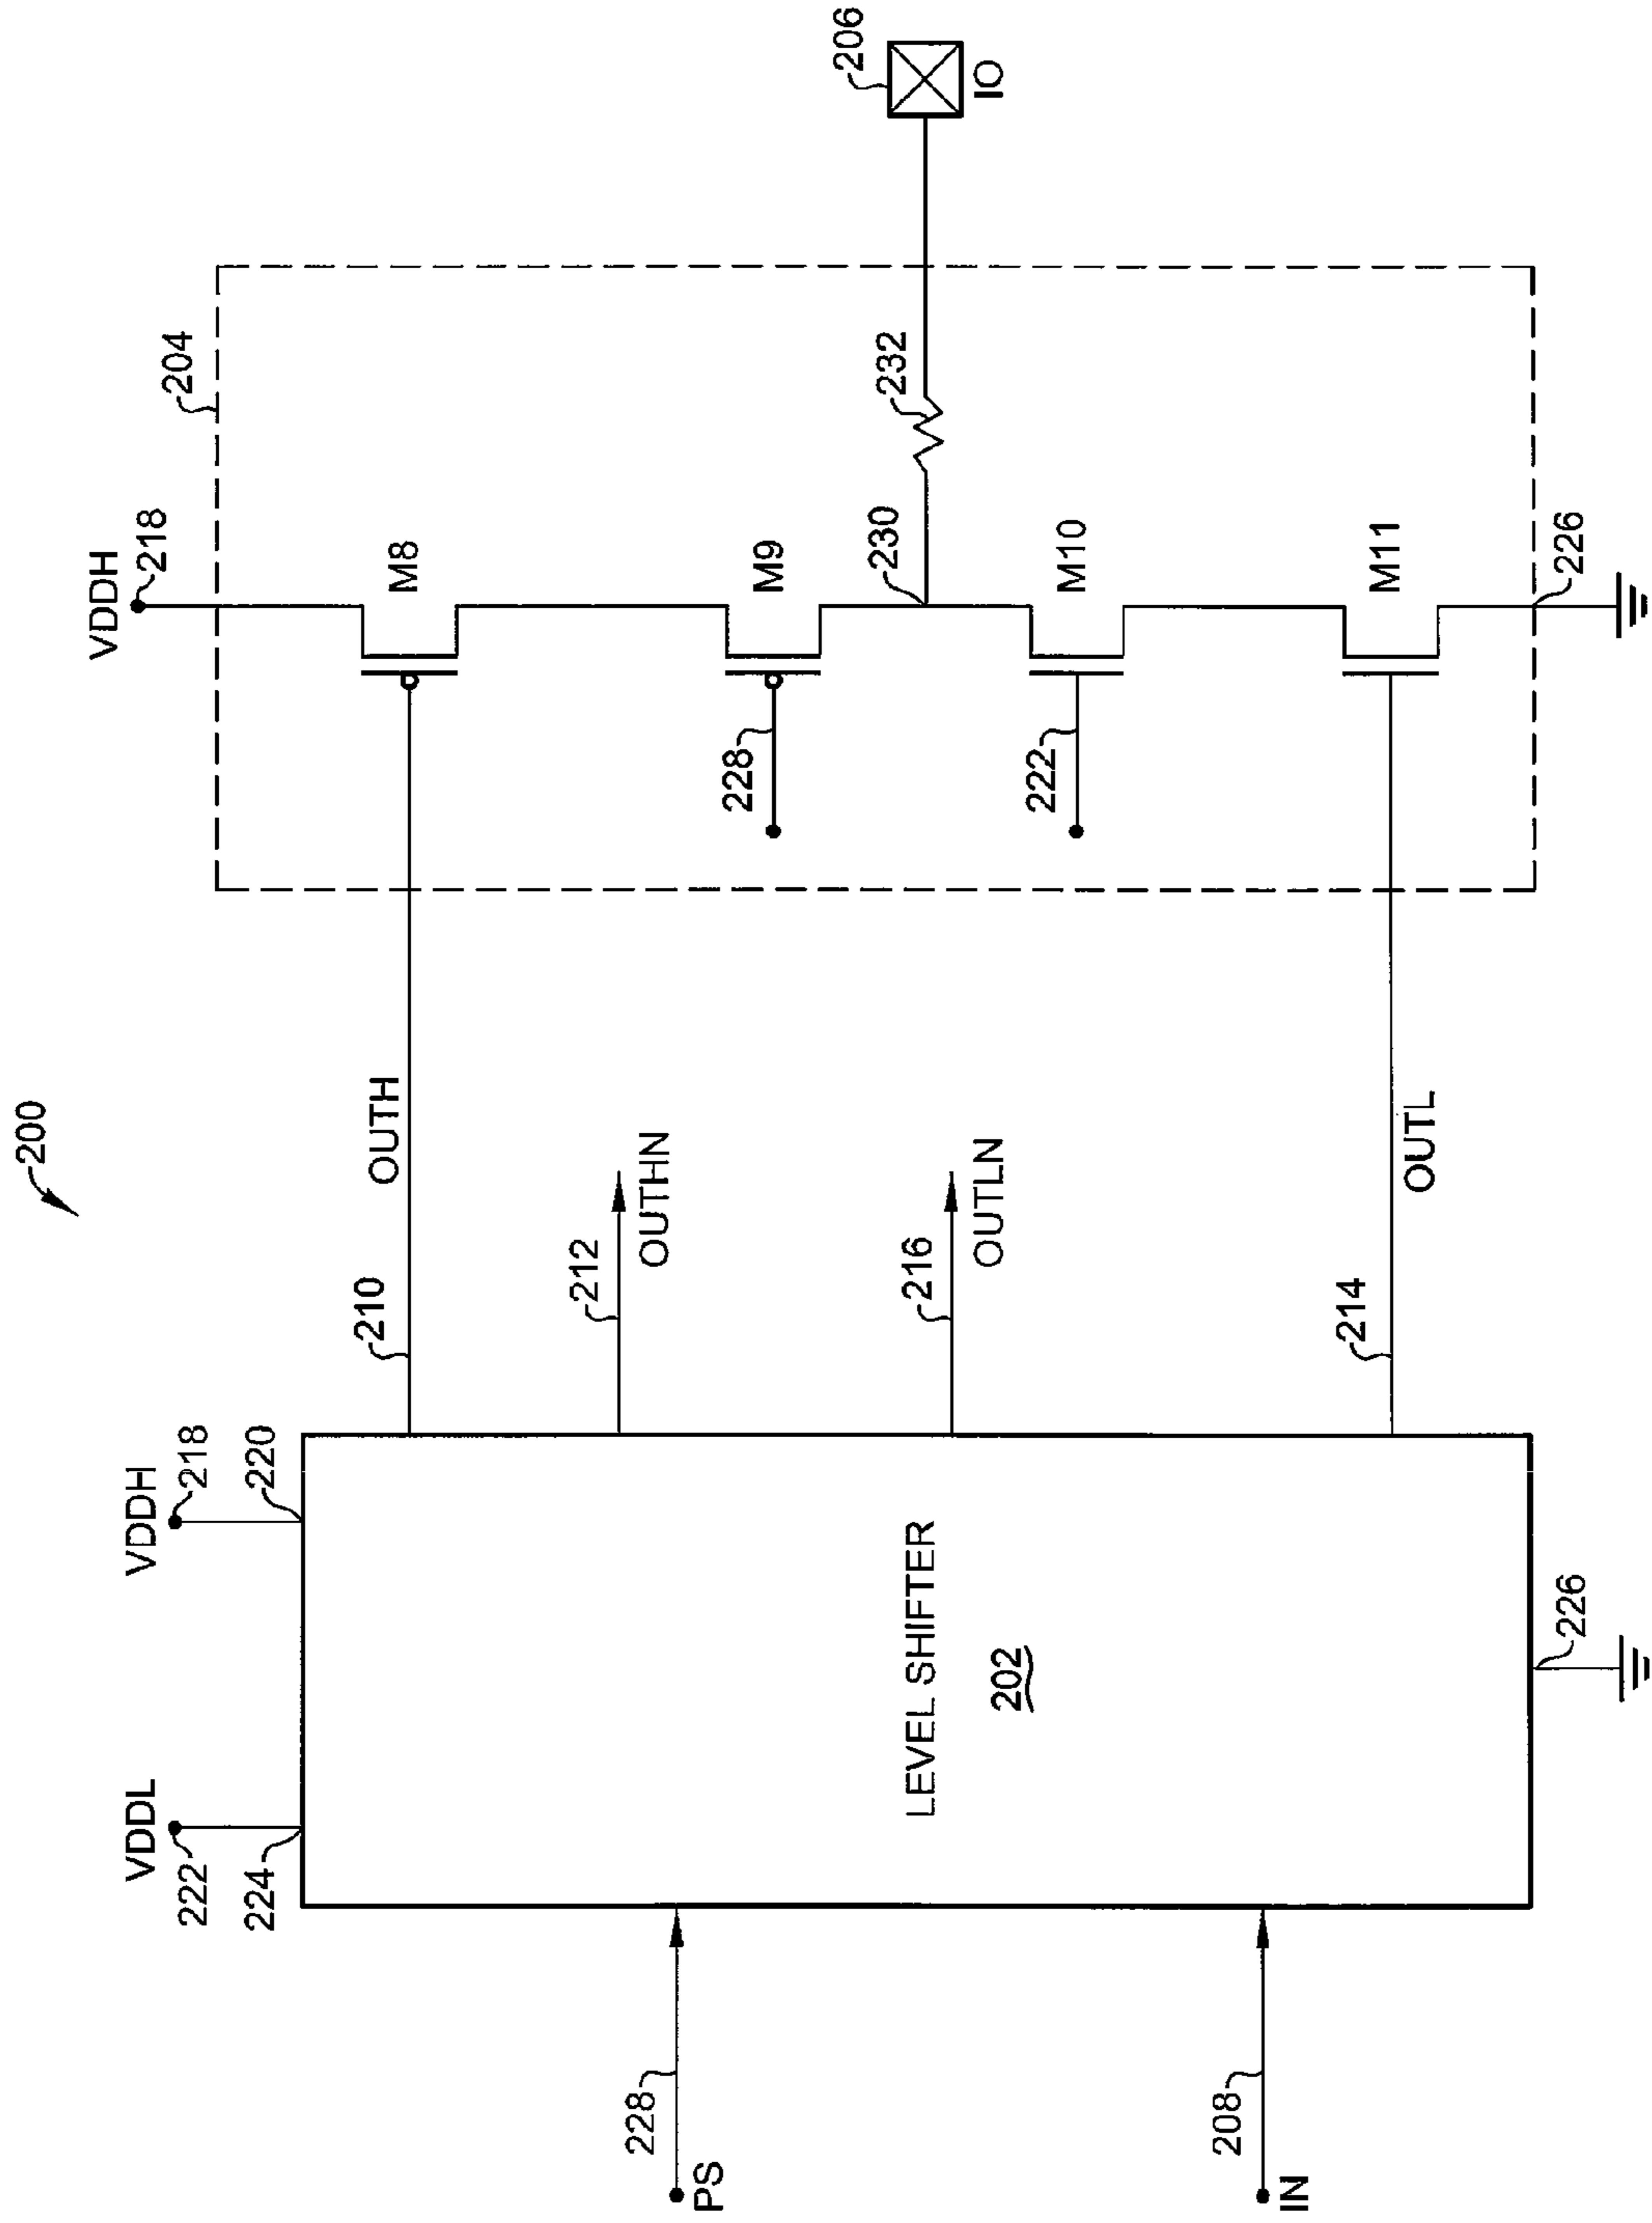 200
VDDL
222
224
VDDH
218
220
PS
228
IN
208
LEVEL SHIFTER
202
226
210
OUTH
212
OUTHN
216
OUTLN
214
OUTL
204
VDDH
218
M8
228
M9
230
232
206
IO
222
M10
M11
226